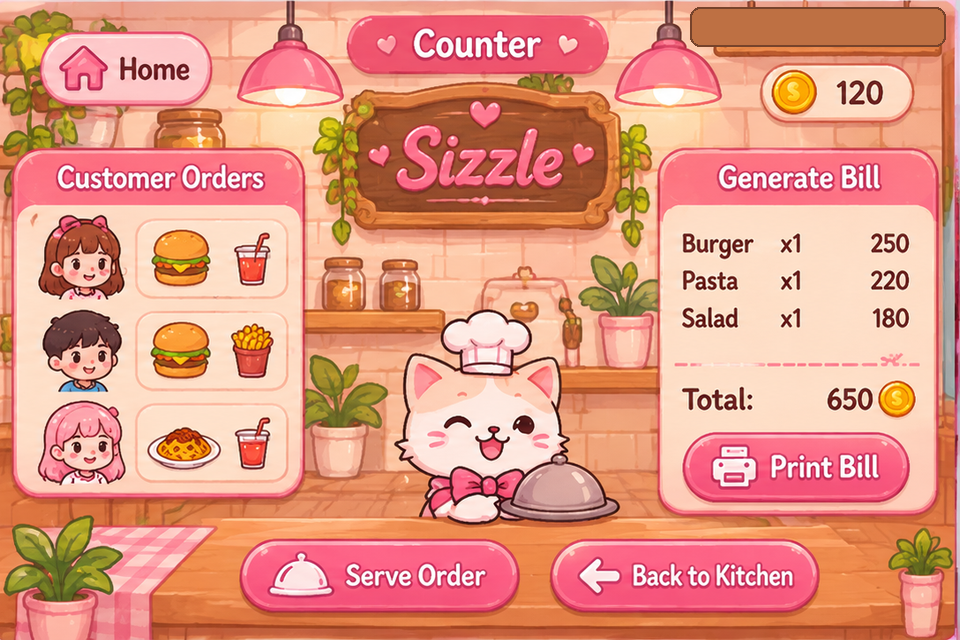 Home
Counter
120
Sizzle
Customer Orders
Generate Bill
Burger x1 250
Pasta x1 220
Salad x1 180
Total: 650
Print Bill
Serve Order
Back to Kitchen